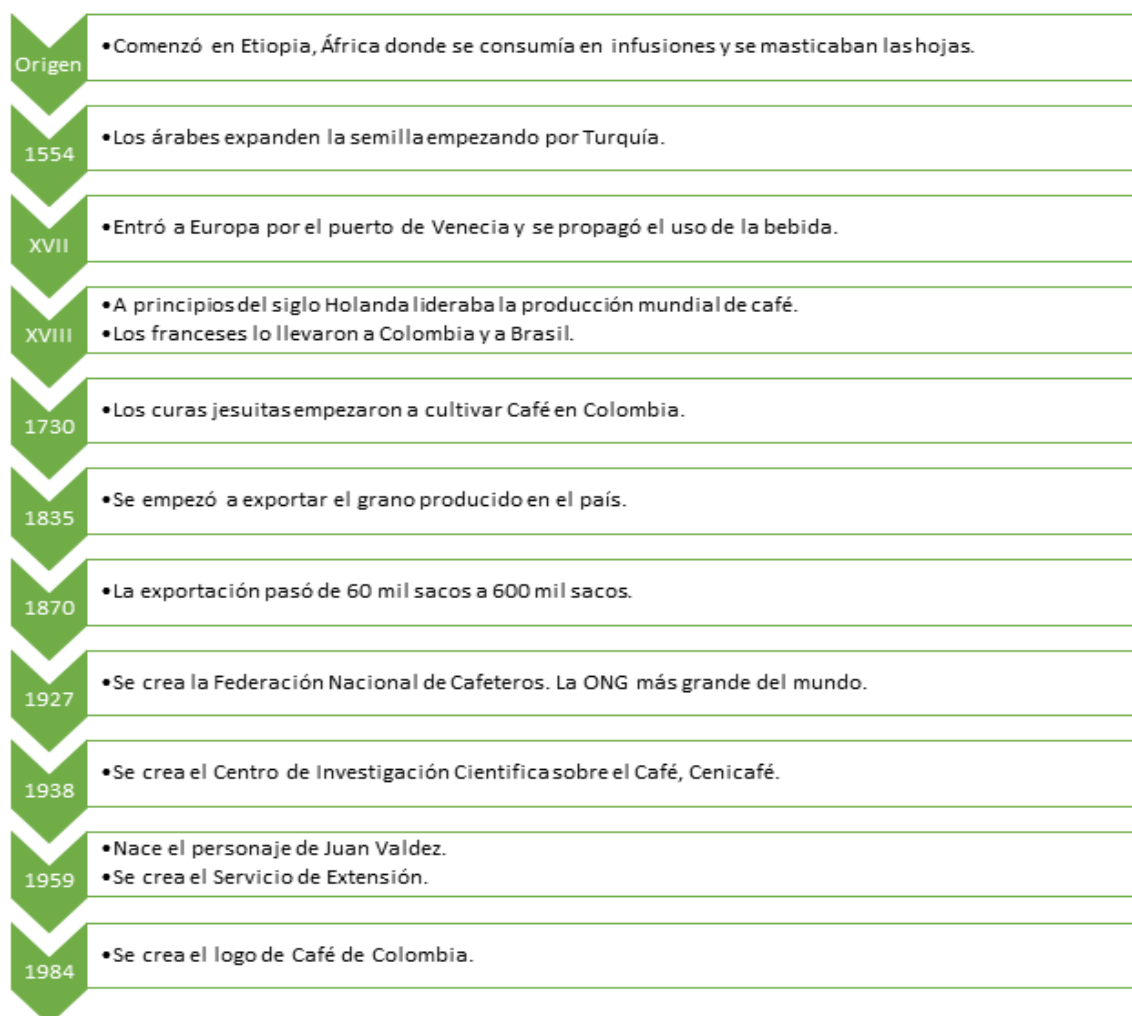 Origen
•Comenzó en Etiopia, África donde se consumía en infusiones y se masticaban las hojas.
1554
•Los árabes expanden la semilla empezando por Turquía.
XVII
•Entró a Europa por el puerto de Venecia y se propagó el uso de la bebida.
XVIII
•A principios del siglo Holanda lideraba la producción mundial de café.
•Los franceses lo llevaron a Colombia y a Brasil.
1730
•Los curas jesuitas empezaron a cultivar Café en Colombia.
1835
•Se empezó a exportar el grano producido en el país.
1870
•La exportación pasó de 60 mil sacos a 600 mil sacos.
1927
•Se crea la Federación Nacional de Cafeteros. La ONG más grande del mundo.
1938
•Se crea el Centro de Investigación Cientifica sobre el Café, Cenicafé.
1959
•Nace el personaje de Juan Valdez.
•Se crea el Servicio de Extensión.
1984
•Se crea el logo de Café de Colombia.